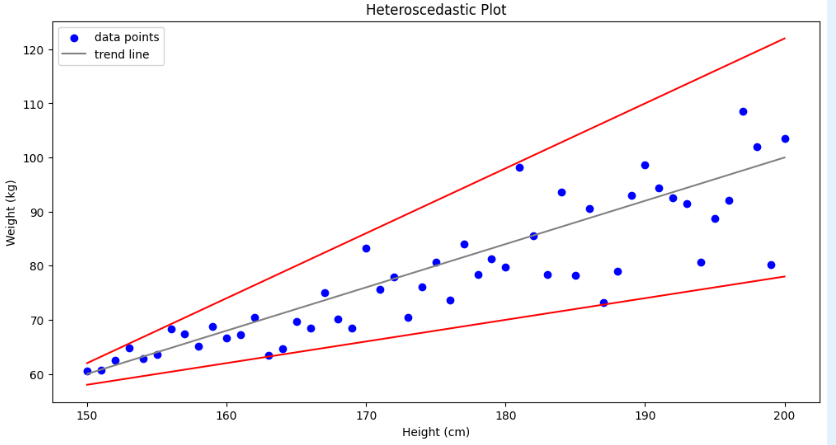 Heteroscedastic Plot
data points
trend line
120
110
100
90
80
70
60
Weight (kg)
150 160 170 180 190 200
Height (cm)